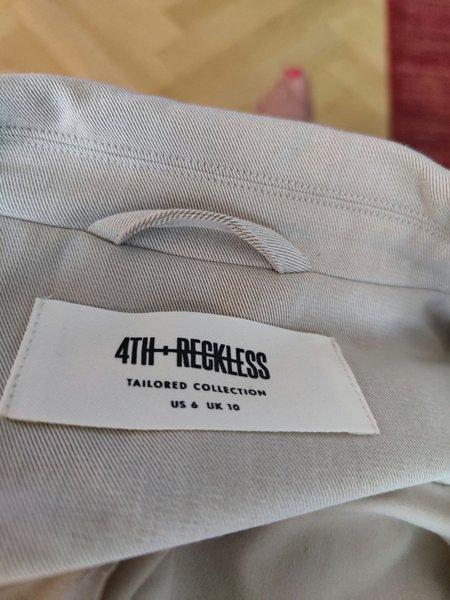 4TH+RECKLESS
TAILORED COLLECTION
US 6 UK 10